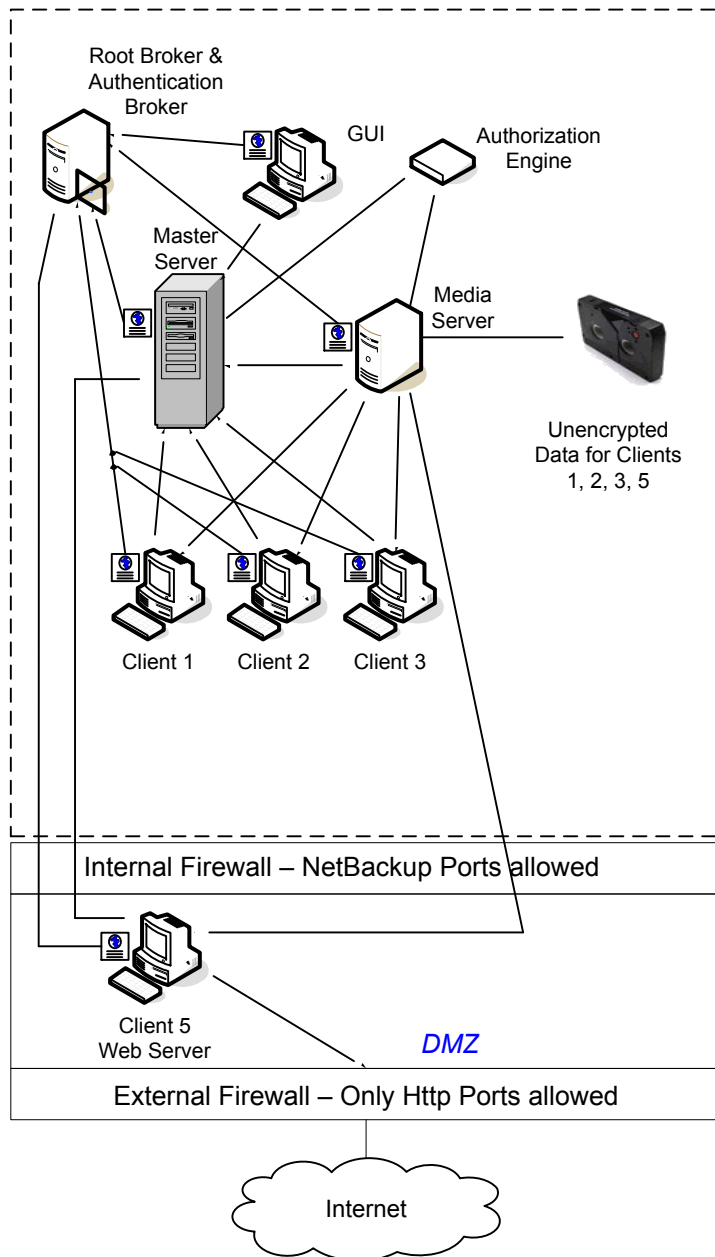 Root Broker &
Authentication
Broker
GUI
Authorization
Engine
Master
Server
Media
Server
Unencrypted
Data for Clients
1, 2, 3, 5
Client 1
Client 2
Client 3
Internal Firewall – NetBackup Ports allowed
Client 5
Web Server
DMZ
External Firewall – Only Http Ports allowed
Internet